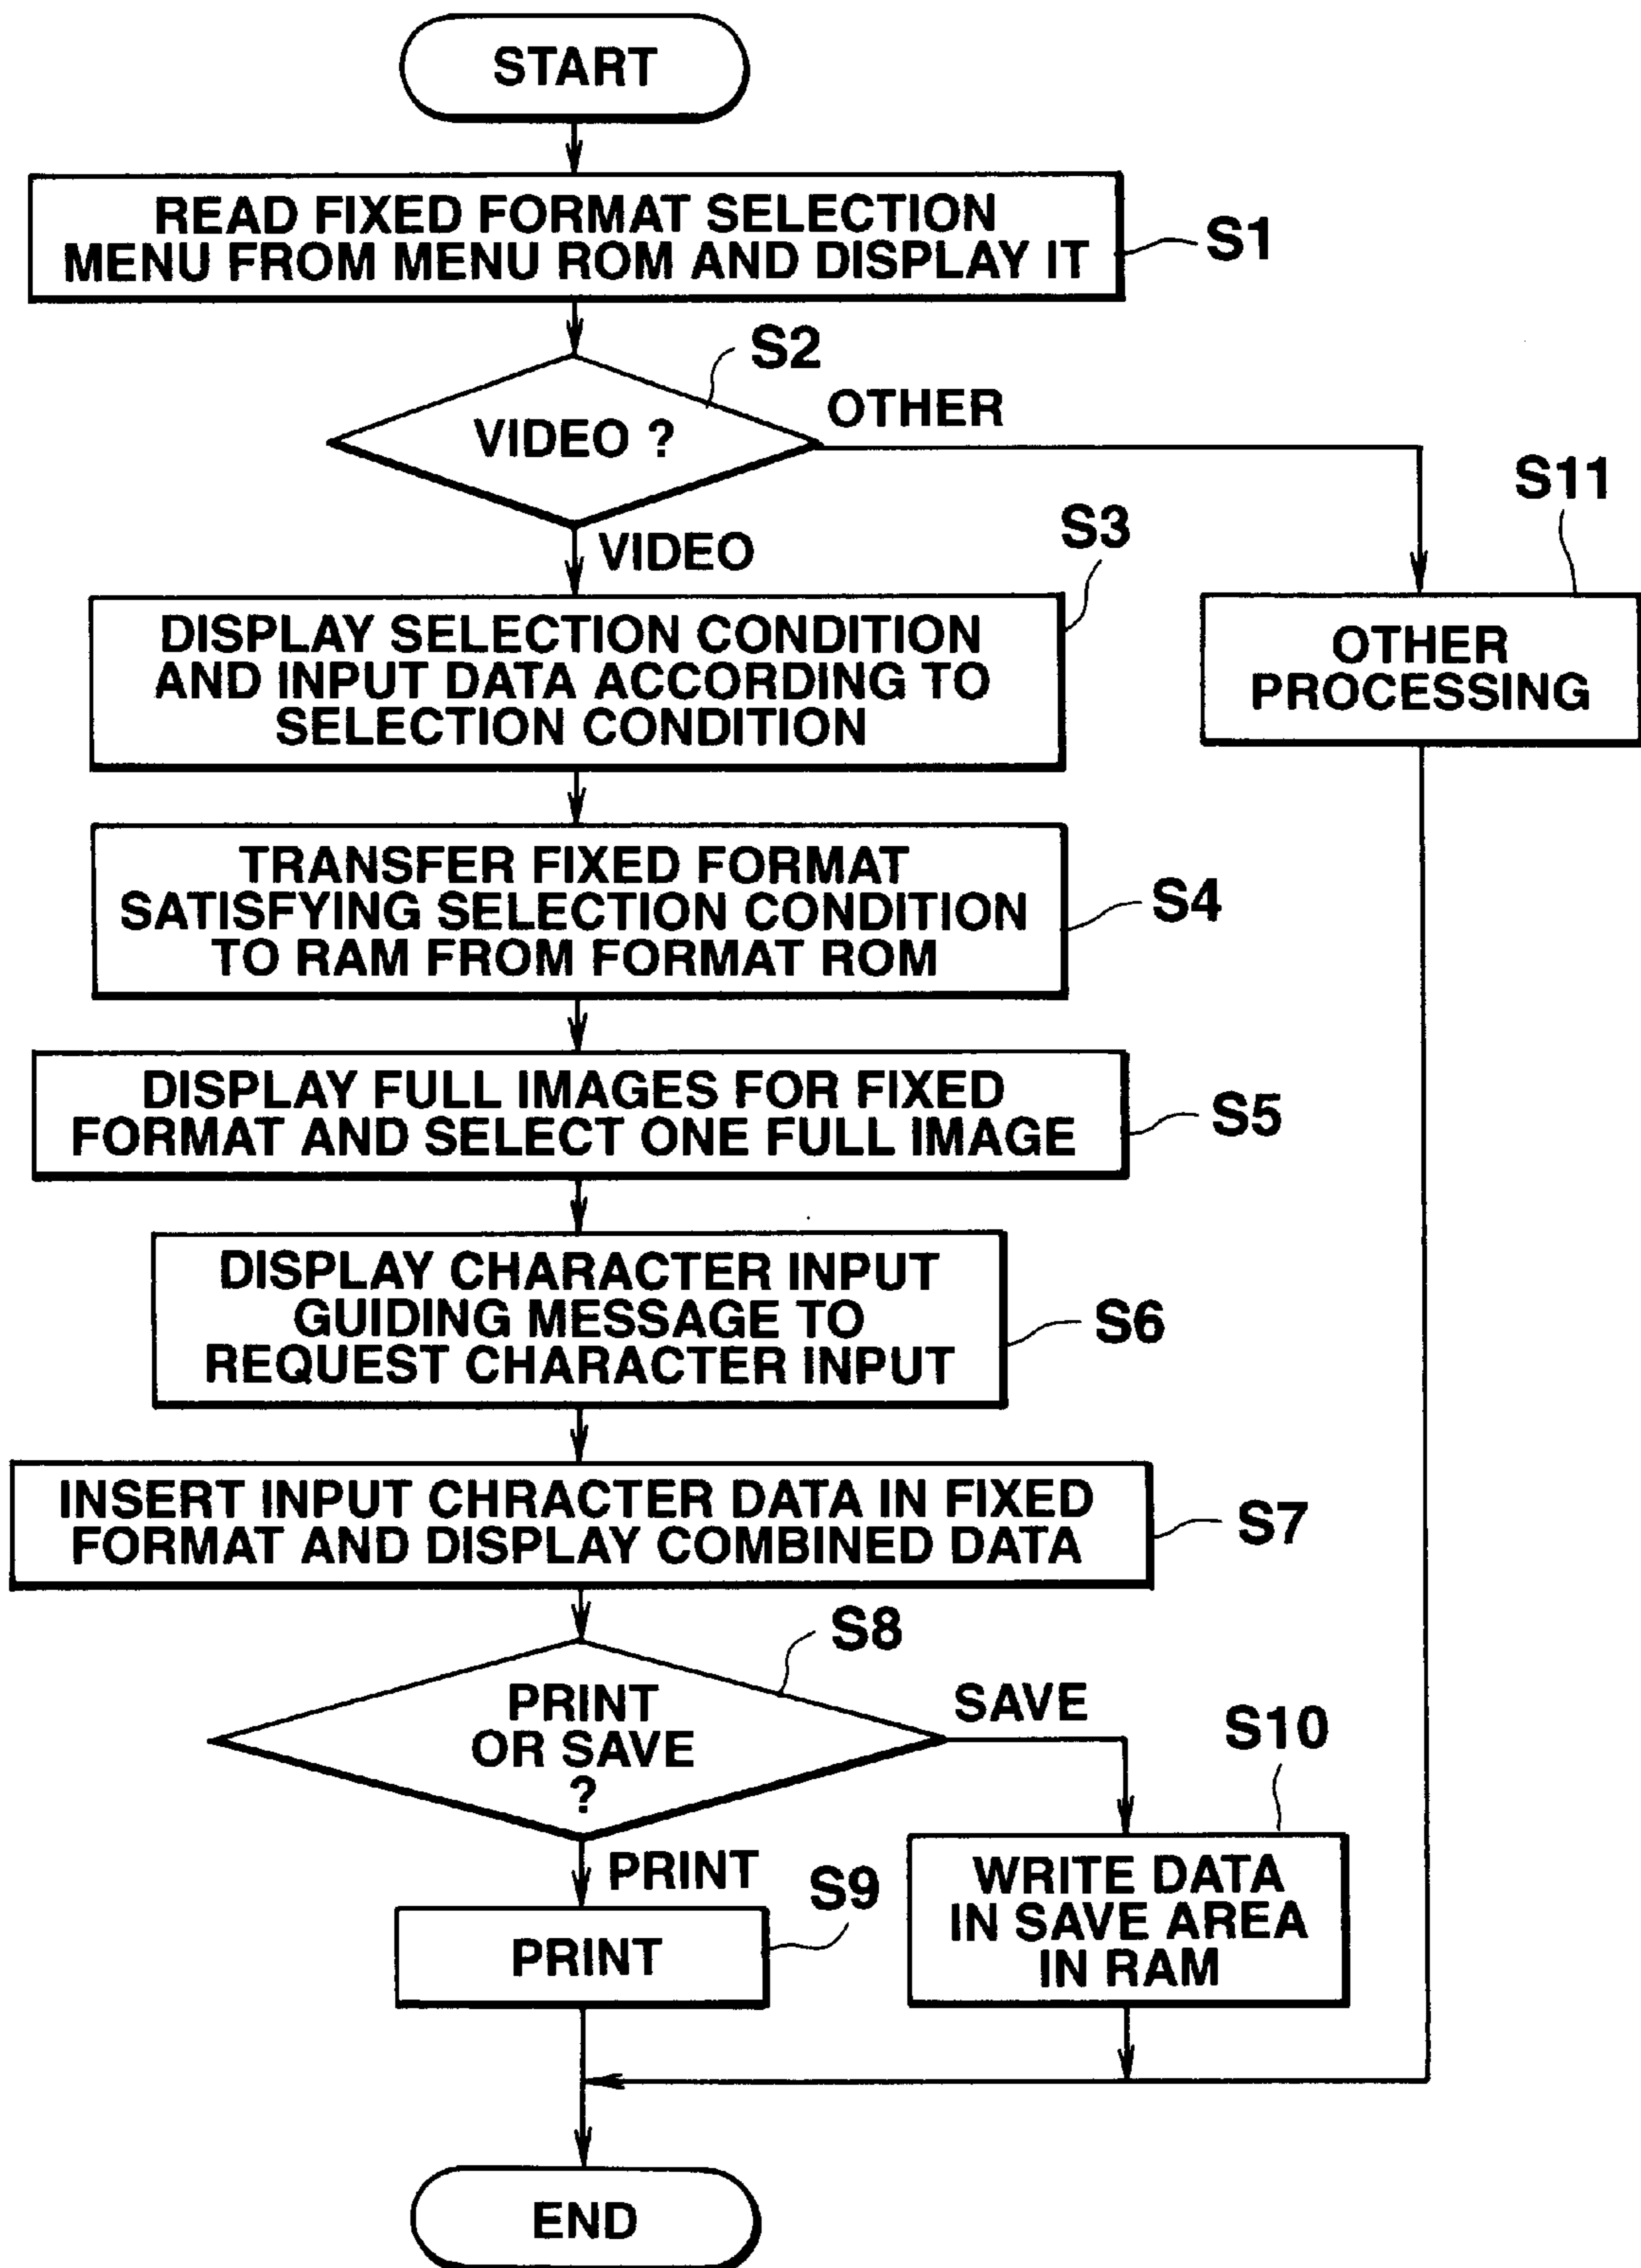 START
READ FIXED FORMAT SELECTION
MENU FROM MENU ROM AND DISPLAY IT
S1
S2
VIDEO ?
OTHER
VIDEO
S3
S11
DISPLAY SELECTION CONDITION
AND INPUT DATA ACCORDING TO
SELECTION CONDITION
OTHER
PROCESSING
TRANSFER FIXED FORMAT
SATISFYING SELECTION CONDITION
TO RAM FROM FORMAT ROM
S4
DISPLAY FULL IMAGES FOR FIXED
FORMAT AND SELECT ONE FULL IMAGE
S5
DISPLAY CHARACTER INPUT
GUIDING MESSAGE TO
REQUEST CHARACTER INPUT
S6
INSERT INPUT CHRACTER DATA IN FIXED
FORMAT AND DISPLAY COMBINED DATA
S7
S8
PRINT
OR SAVE
?
SAVE
S10
PRINT
S9
PRINT
WRITE DATA
IN SAVE AREA
IN RAM
END